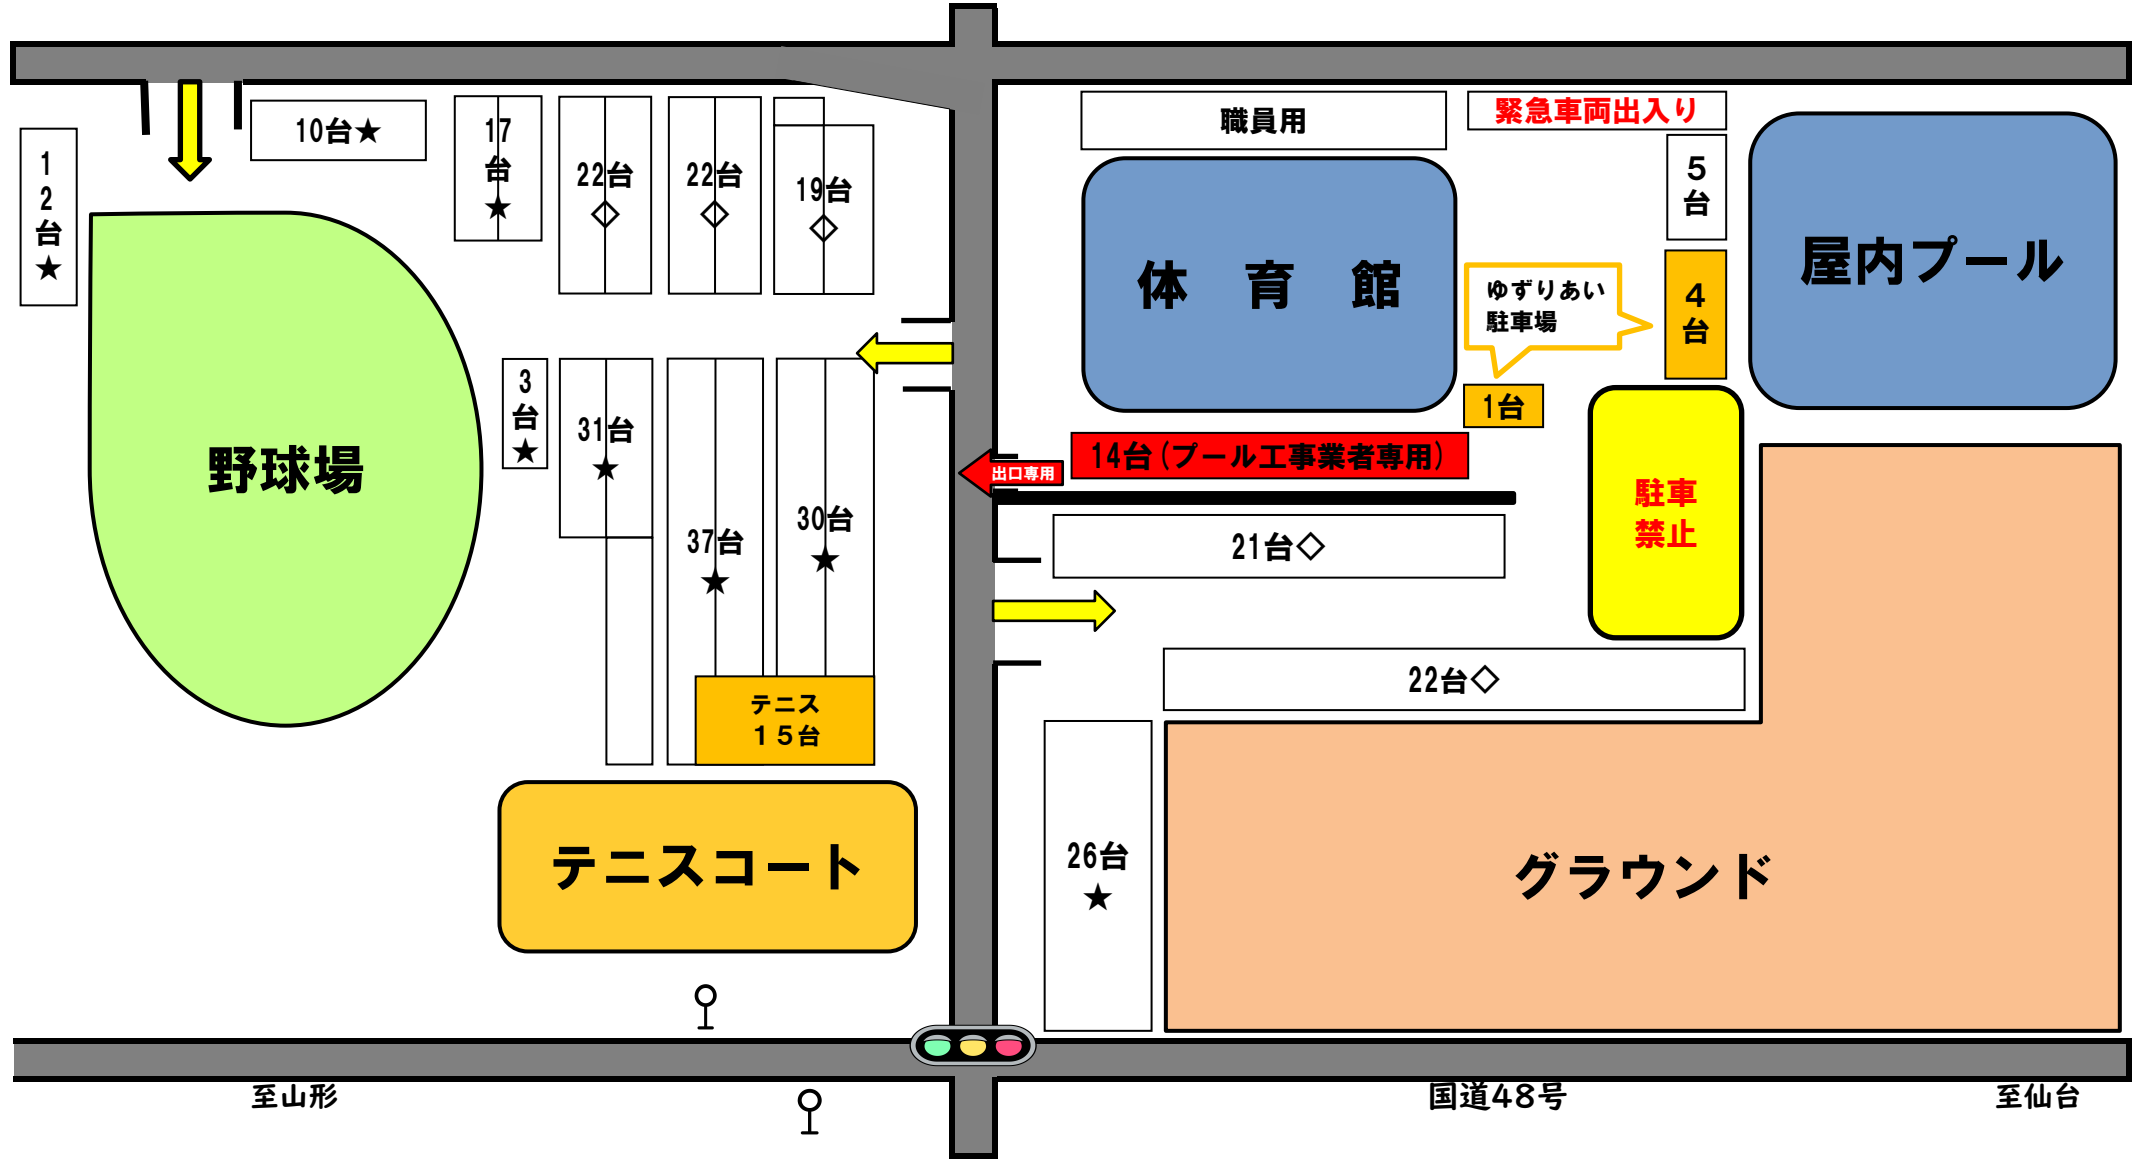 10台★
17
台
★
22台
◇
22台
◇
19台
◇
1
2
台
★
職員用
緊急車両出入り
5
台
体　育　館
屋内プール
ゆずりあい
駐車場
4
台
1台
3
台
★
31台
★
野球場
14台(プール工事業者専用)
出口専用
駐車
禁止
37台
★
30台
★
21台◇
22台◇
テニス
１５台
テニスコート
26台
★
グラウンド
至山形
国道48号
至仙台